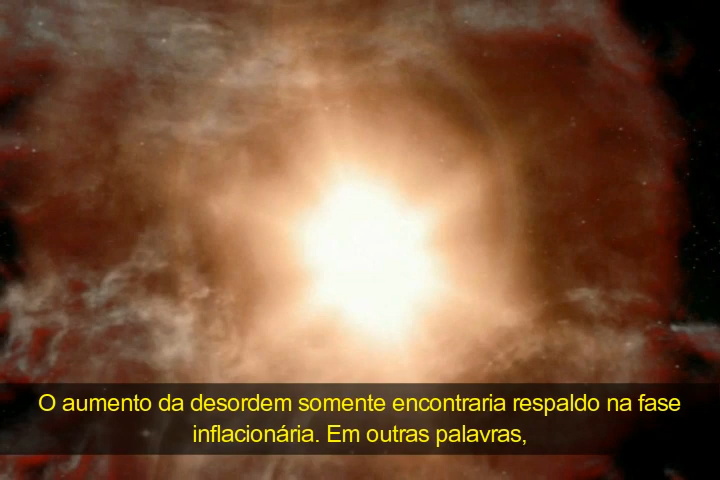 O aumento da desordem somente encontraria respaldo na fase
inflacionária. Em outras palavras,